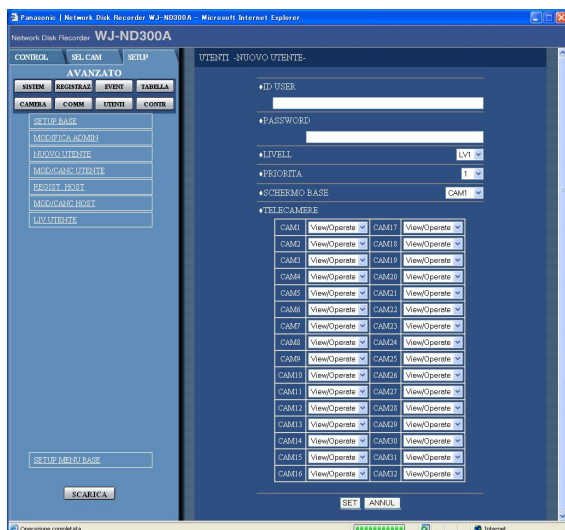 Panasonic | Network Disk Recorder WJ-ND300A - Microsoft Internet Explorer
Network Disk Recorder WJ-ND300A
CONTROL SEL CAM SETUP
AVANZATO
SISTEM REGISTRAZ EVENT TABELLA
CAMERA COMM UTENTI CONTR
SETUP BASE
MODIFICA ADMIN
NUOVO UTENTE
MOD/CANC UTENTE
REGIST. HOST
MOD/CANC HOST
LIV UTENTE
SETUP MENU BASE
SCARICA
UTENTI -NUOVO UTENTE-
♦ID USER
♦PASSWORD
♦LIVELL LV1
♦PRIORITA 1
♦SCHERMO BASE CAM1
♦TELECAMERE
CAM1 View/Operate CAM17 View/Operate
CAM2 View/Operate CAM18 View/Operate
CAM3 View/Operate CAM19 View/Operate
CAM4 View/Operate CAM20 View/Operate
CAM5 View/Operate CAM21 View/Operate
CAM6 View/Operate CAM22 View/Operate
CAM7 View/Operate CAM23 View/Operate
CAM8 View/Operate CAM24 View/Operate
CAM9 View/Operate CAM25 View/Operate
CAM10 View/Operate CAM26 View/Operate
CAM11 View/Operate CAM27 View/Operate
CAM12 View/Operate CAM28 View/Operate
CAM13 View/Operate CAM29 View/Operate
CAM14 View/Operate CAM30 View/Operate
CAM15 View/Operate CAM31 View/Operate
CAM16 View/Operate CAM32 View/Operate
SET ANNUL
Operazione completata Internet